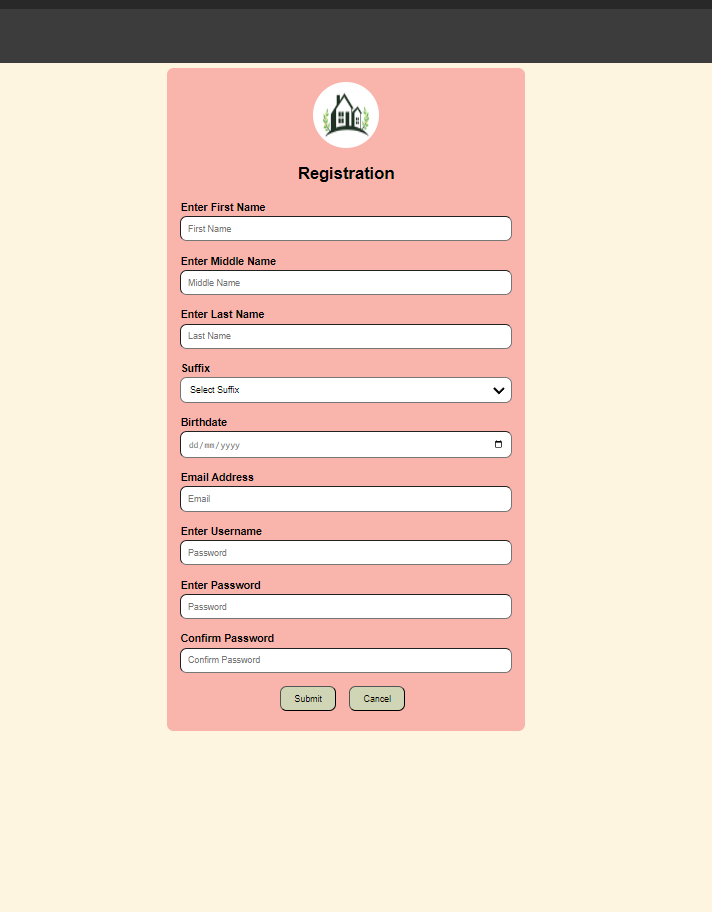 Registration
Enter First Name
First Name
Enter Middle Name
Middle Name
Enter Last Name
Last Name
Suffix
Select Suffix
Birthdate
dd/mm/yyyy
Email Address
Email
Enter Username
Password
Enter Password
Password
Confirm Password
Confirm Password
Submit Cancel